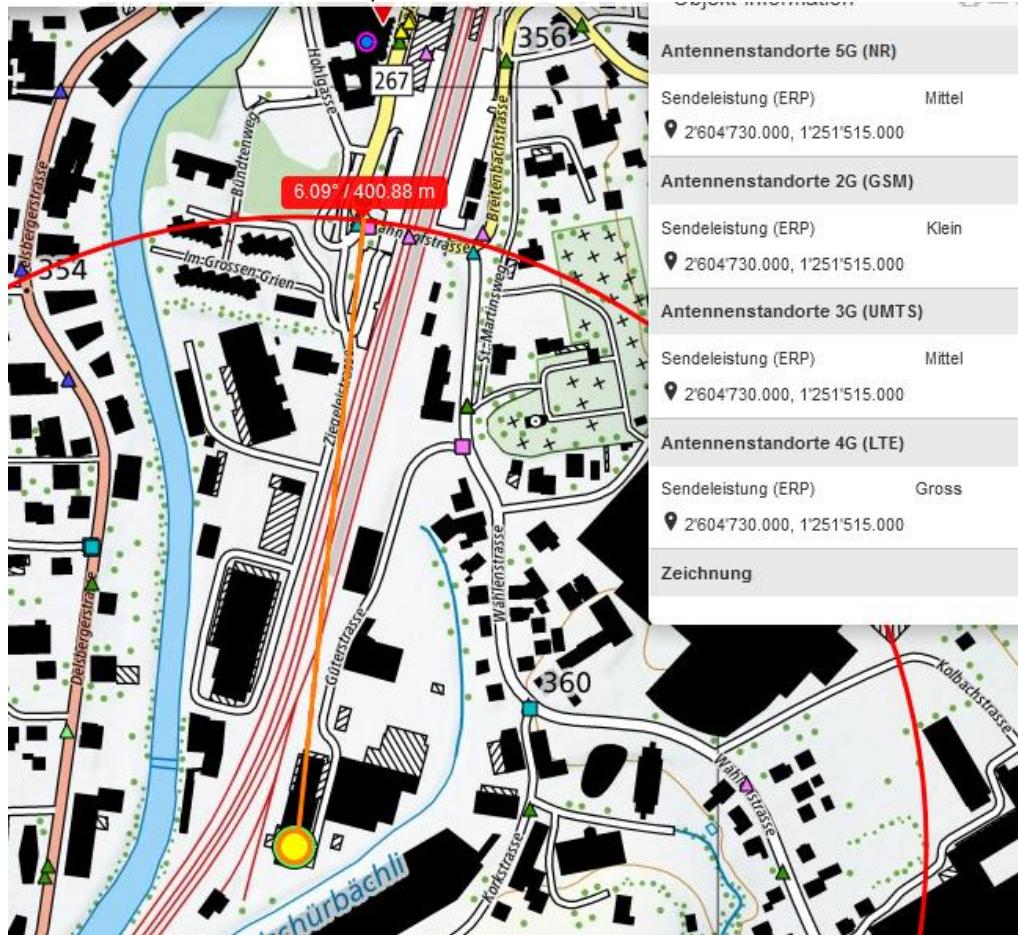 Objekt-Information
Antennenstandorte 5G (NR)
Sendeleistung (ERP) Mittel
2'604'730.000, 1'251'515.000
Antennenstandorte 2G (GSM)
Sendeleistung (ERP) Klein
2'604'730.000, 1'251'515.000
Antennenstandorte 3G (UMTS)
Sendeleistung (ERP) Mittel
2'604'730.000, 1'251'515.000
Antennenstandorte 4G (LTE)
Sendeleistung (ERP) Gross
2'604'730.000, 1'251'515.000
Zeichnung
356
267
Hohlgasse
Bündtenweg
Breitenbachstrasse
6.09° / 400.88 m
elsbergerstrasse
354
Im Grossen Grien
ahnhofstrasse
St.-Martinsweg
Ziegeleistrasse
Wahlenstrasse
Delsbergerstra
Güterstrasse
360
Kolbachstrasse
Wahlenstrasse
Korkstrasse
chürbächli